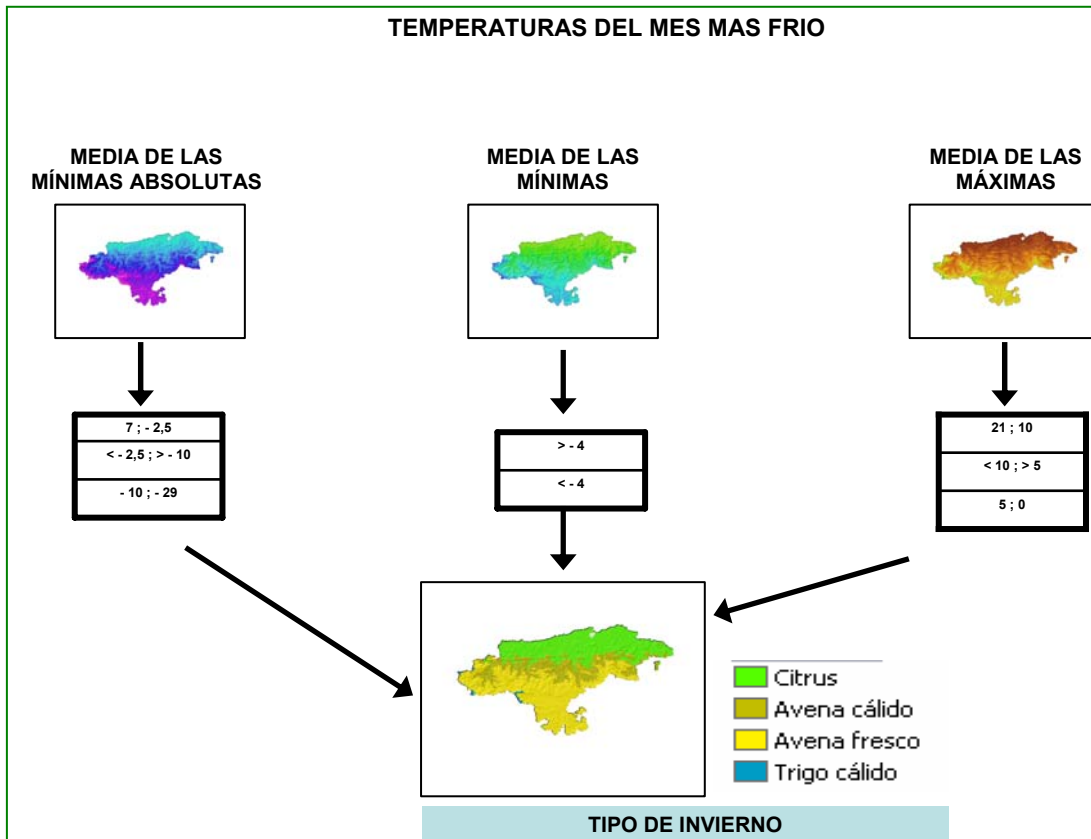 TEMPERATURAS DEL MES MAS FRIO
MEDIA DE LAS
MÍNIMAS ABSOLUTAS
MEDIA DE LAS
MÍNIMAS
MEDIA DE LAS
MÁXIMAS
7 ; - 2,5
< - 2,5 ; > - 10
- 10 ; - 29
> - 4
< - 4
21 ; 10
< 10 ; > 5
5 ; 0
Citrus
Avena cálido
Avena fresco
Trigo cálido
TIPO DE INVIERNO